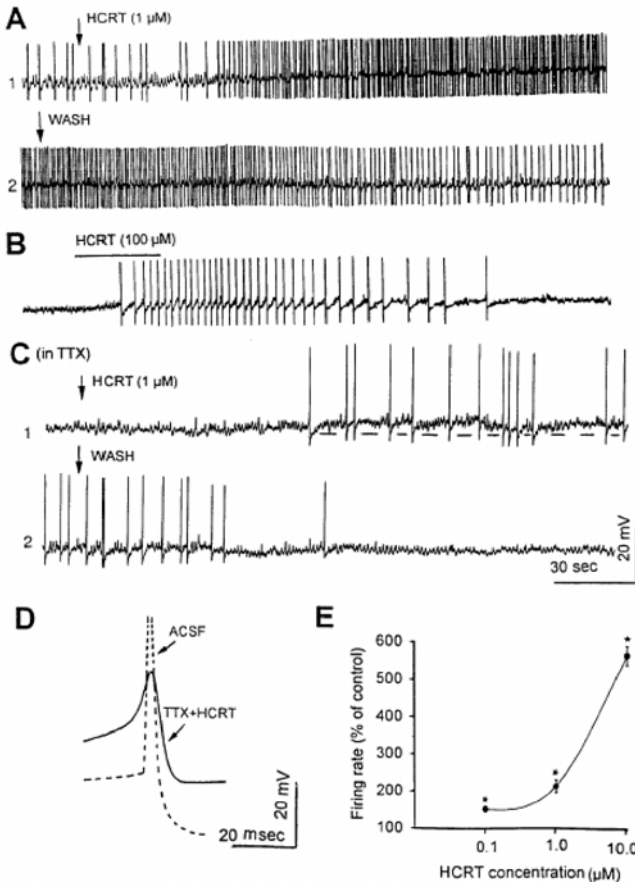 A
HCRT (1 µM)
1
WASH
2
B
HCRT (100 µM)
C (in TTX)
HCRT (1 µM)
1
WASH
2
20 mV
30 sec
D
ACSF
TTX+HCRT
20 mV
20 msec
E
Firing rate (% of control)
600
500
400
300
200
100
*
*
*
0.1
1.0
10.0
HCRT concentration (µM)